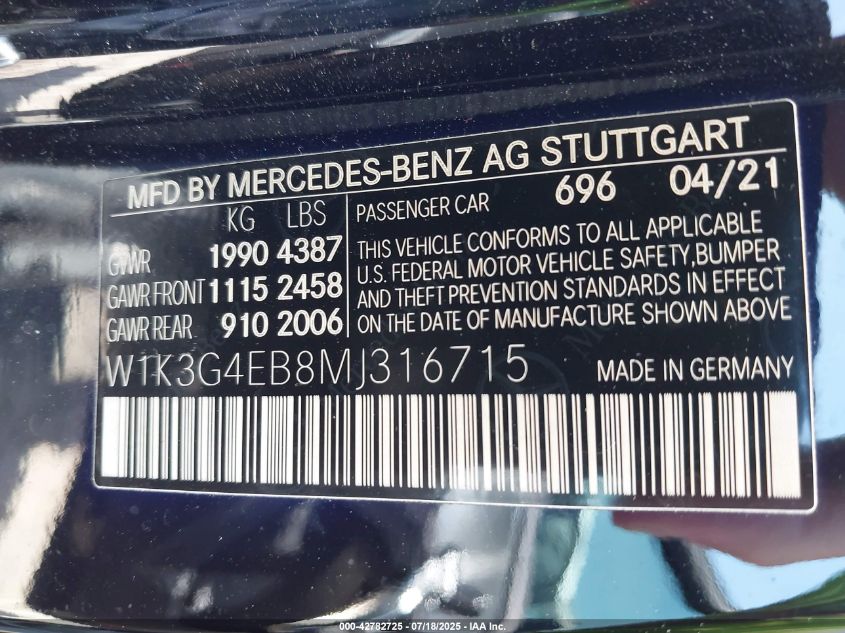 MFD BY MERCEDES-BENZ AG STUTTGART
KG LBS
PASSENGER CAR 696 04/21
GVWR 1990 4387
GAWR FRONT 1115 2458
GAWR REAR 910 2006
THIS VEHICLE CONFORMS TO ALL APPLICABLE
U.S. FEDERAL MOTOR VEHICLE SAFETY,BUMPER
AND THEFT PREVENTION STANDARDS IN EFFECT
ON THE DATE OF MANUFACTURE SHOWN ABOVE
W1K3G4EB8MJ316715 MADE IN GERMANY
000-42782725 - 07/18/2025 - IAA Inc.